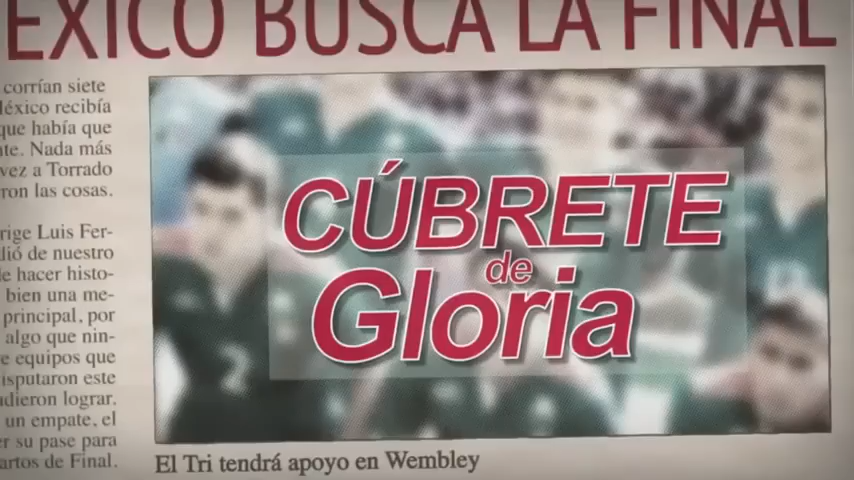 EXICO BUSCA LA FINAL
corrían siete
léxico recibía
que había que
te. Nada más
vez a Torrado
ron las cosas.
rige Luis Fer-
dió de nuestro
e hacer histo-
bien una me-
principal, por
algo que nin-
e equipos que
isputaron este
udieron lograr.
un empate, el
er su pase para
artos de Final.
CÚBRETE
de
Gloria
El Tri tendrá apoyo en Wembley